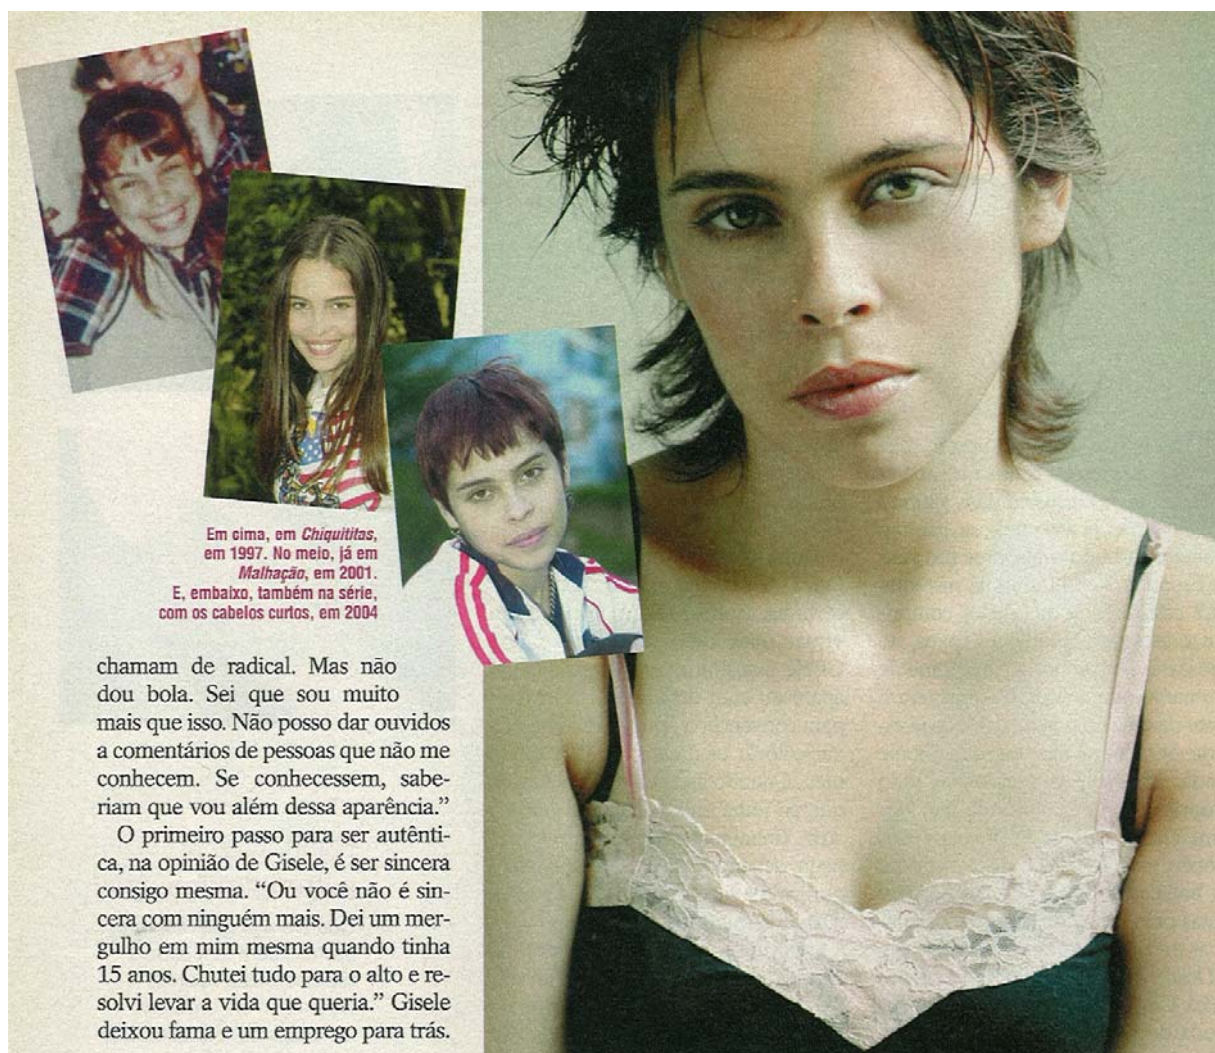 Em cima, em Chiquititas,
em 1997. No meio, já em
Malhação, em 2001.
E, embaixo, também na série,
com os cabelos curtos, em 2004
chamam de radical. Mas não
dou bola. Sei que sou muito
mais que isso. Não posso dar ouvidos
a comentários de pessoas que não me
conhecem. Se conhecessem, sabe-
riam que vou além dessa aparência.”
O primeiro passo para ser autênti-
ca, na opinião de Gisele, é ser sincera
consigo mesma. “Ou você não é sin-
cera com ninguém mais. Dei um mer-
gulho em mim mesma quando tinha
15 anos. Chutei tudo para o alto e re-
solvi levar a vida que queria.” Gisele
deixou fama e um emprego para trás.